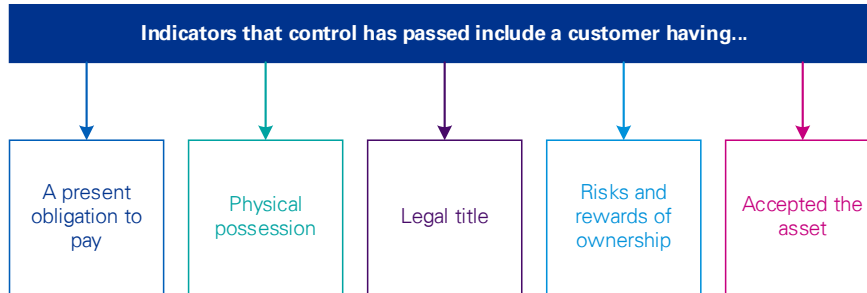 Indicators that control has passed include a customer having...
A present
obligation to
pay
Physical
possession
Legal title
Risks and
rewards of
ownership
Accepted the
asset